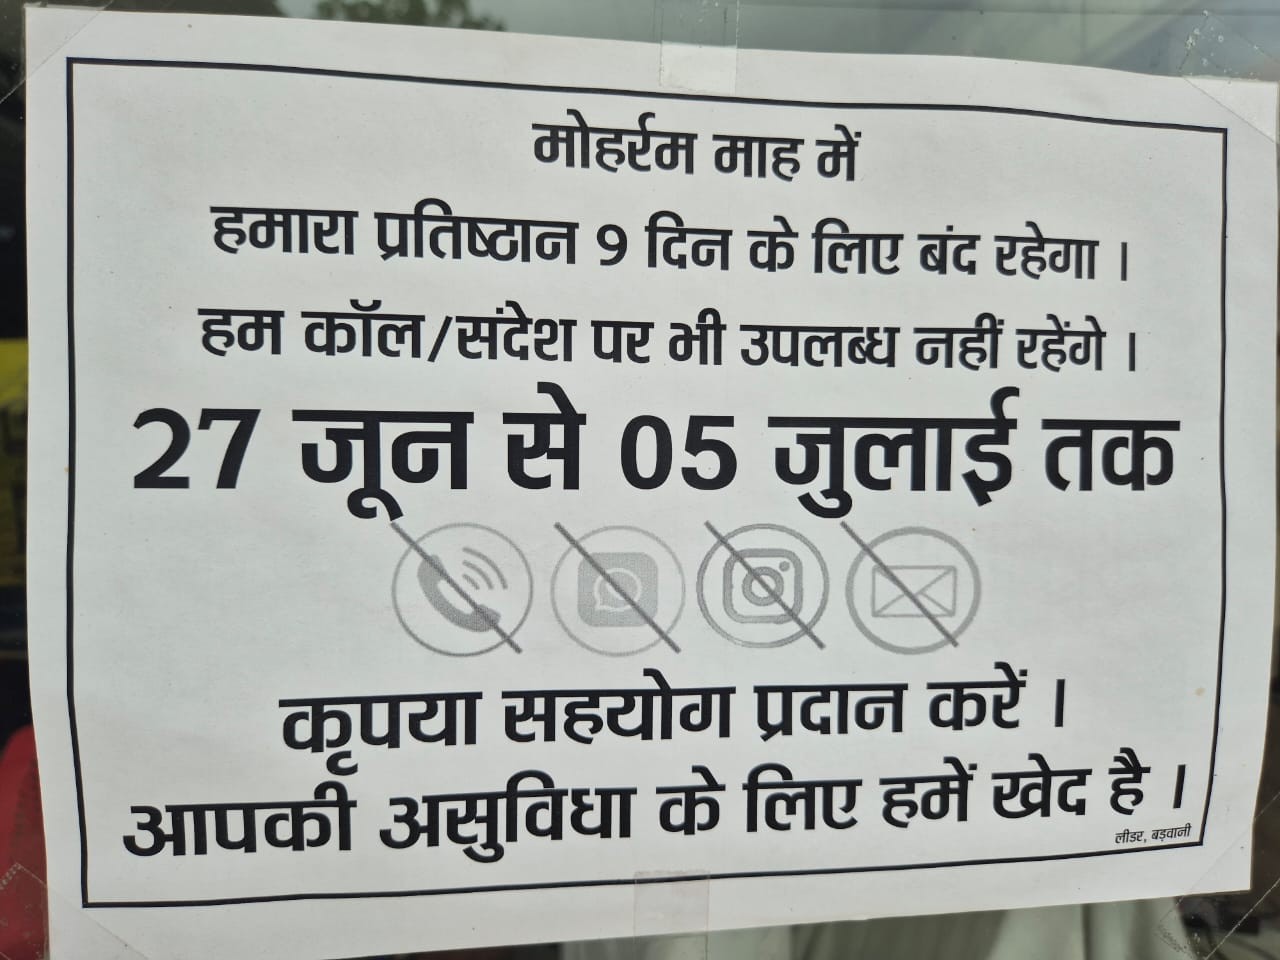 मोहर्रम माह में
हमारा प्रतिष्ठान 9 दिन के लिए बंद रहेगा ।
हम कॉल/संदेश पर भी उपलब्ध नहीं रहेंगे ।
27 जून से 05 जुलाई तक
कृपया सहयोग प्रदान करें ।
आपकी असुविधा के लिए हमें खेद है ।
लीडर, बड़वानी